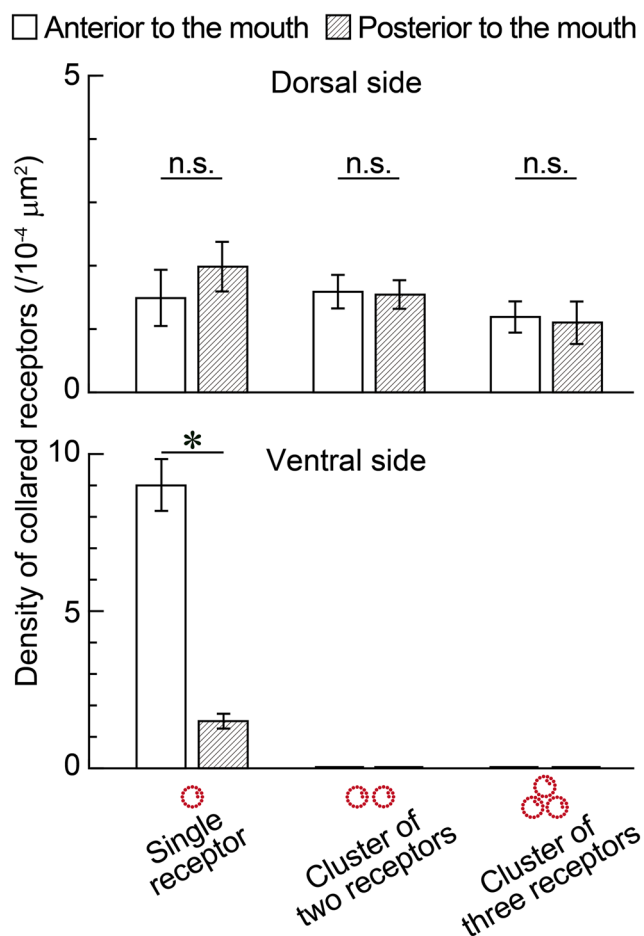 Anterior to the mouth Posterior to the mouth
Density of collared receptors (/10⁻⁴ μm²)
5
Dorsal side
n.s. n.s. n.s.
0
10
*
Ventral side
5
0
Single
receptor
Cluster of
two receptors
Cluster of
three receptors